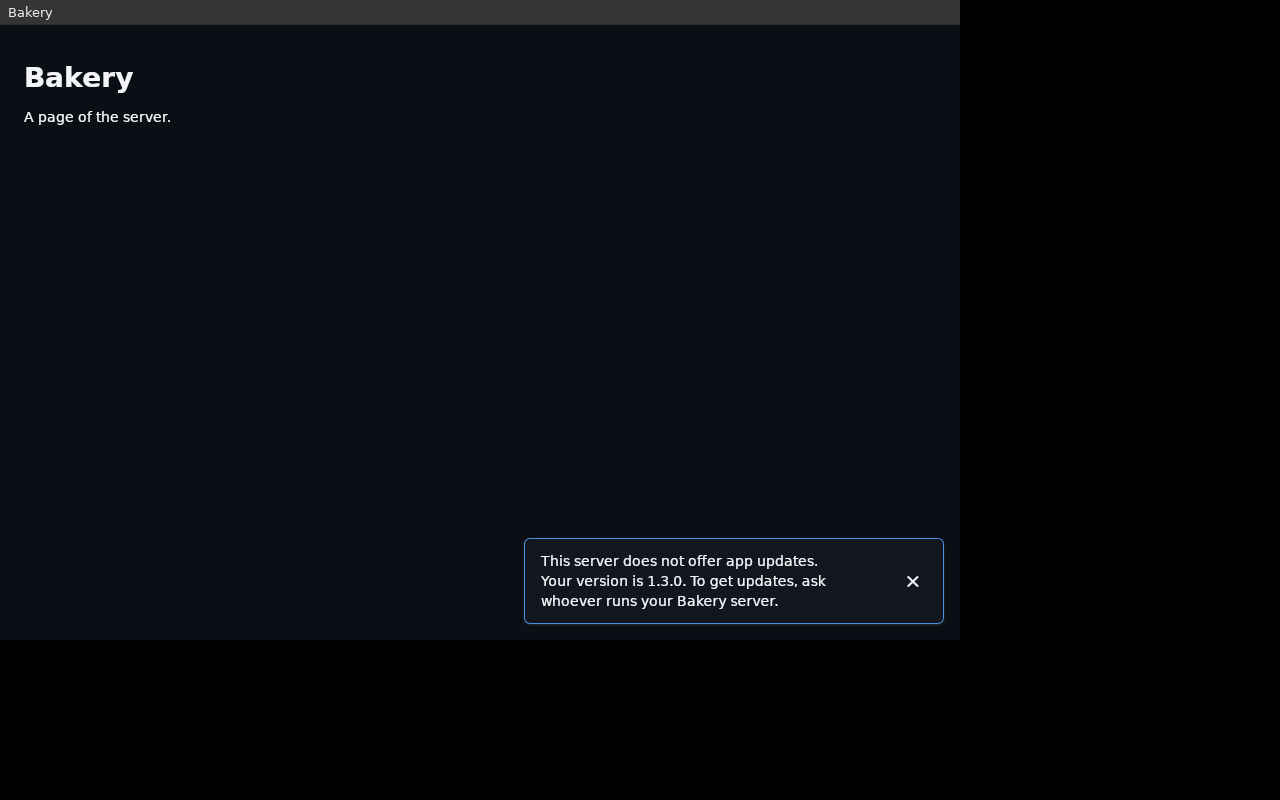 Bakery
Bakery
A page of the server.
This server does not offer app updates.
Your version is 1.3.0. To get updates, ask
whoever runs your Bakery server.